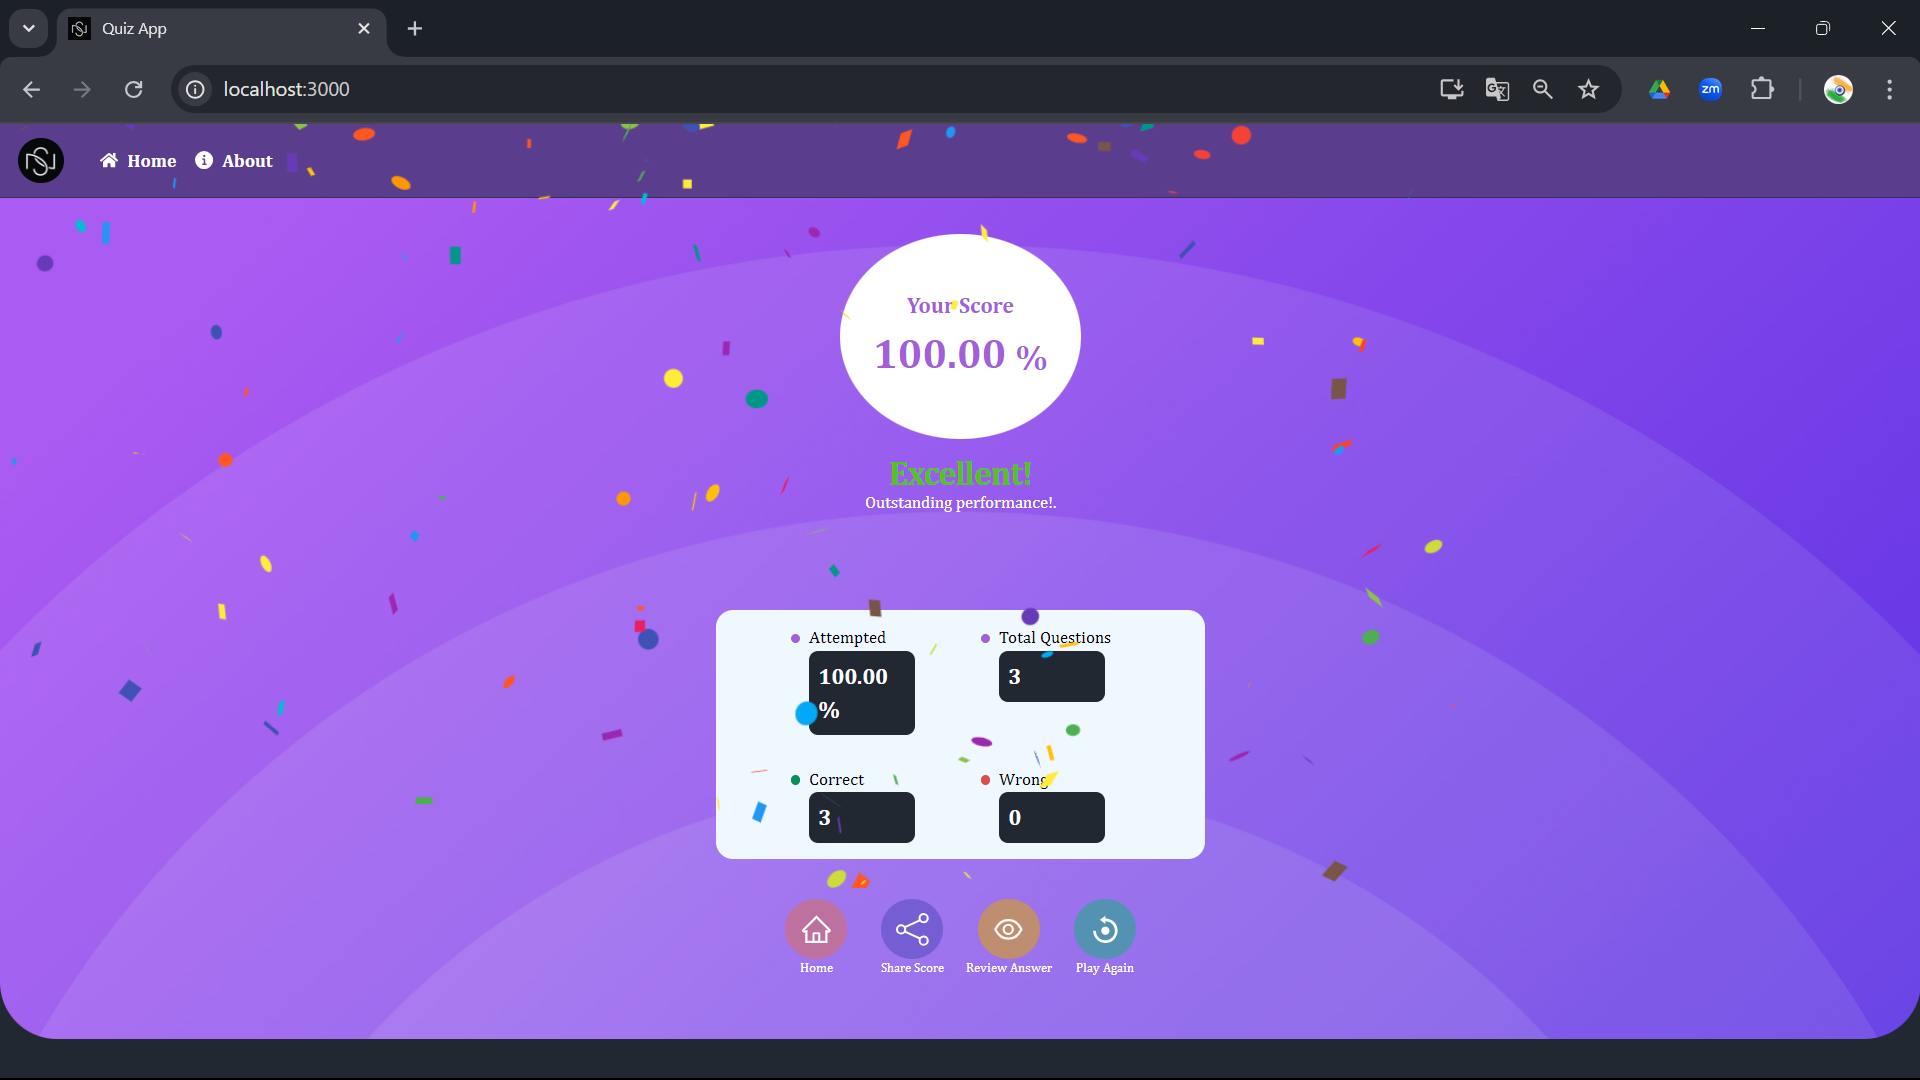 Quiz App
localhost:3000
Home About
Your Score
100.00 %
Excellent!
Outstanding performance!.
Attempted
100.00
%
Total Questions
3
Correct
3
Wrong
0
Home
Share Score
Review Answer
Play Again
zm